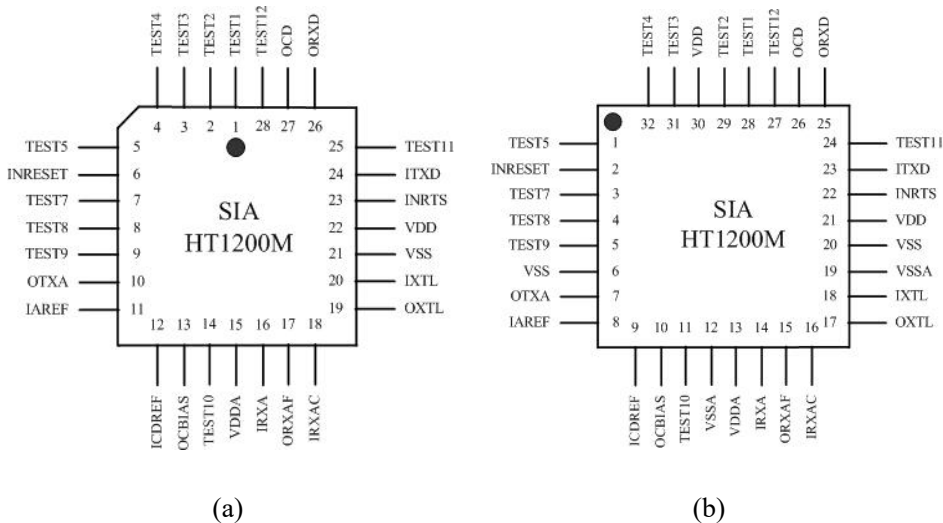 TEST4 TEST3 TEST2 TEST1 TEST12 OCD ORXD
4 3 2 1 28 27 26
TEST5 5 25 TEST11
INRESET 6 24 ITXD
TEST7 7 23 INRTS
TEST8 8 22 VDD
TEST9 9 21 VSS
OTXA 10 20 IXTL
IAREF 11 19 OXTL
SIA
HT1200M
12 13 14 15 16 17 18
ICDREF OCBIAS TEST10 VDDA IRXA ORXAF IRXAC
(a)
TEST4 TEST3 VDD TEST2 TEST1 TEST12 OCD ORXD
32 31 30 29 28 27 26 25
TEST5 1 24 TEST11
INRESET 2 23 ITXD
TEST7 3 22 INRTS
TEST8 4 21 VDD
TEST9 5 20 VSS
VSS 6 19 VSSA
OTXA 7 18 IXTL
IAREF 8 17 OXTL
SIA
HT1200M
9 10 11 12 13 14 15 16
ICDREF OCBIAS TEST10 VSSA VDDA IRXA ORXAF IRXAC
(b)